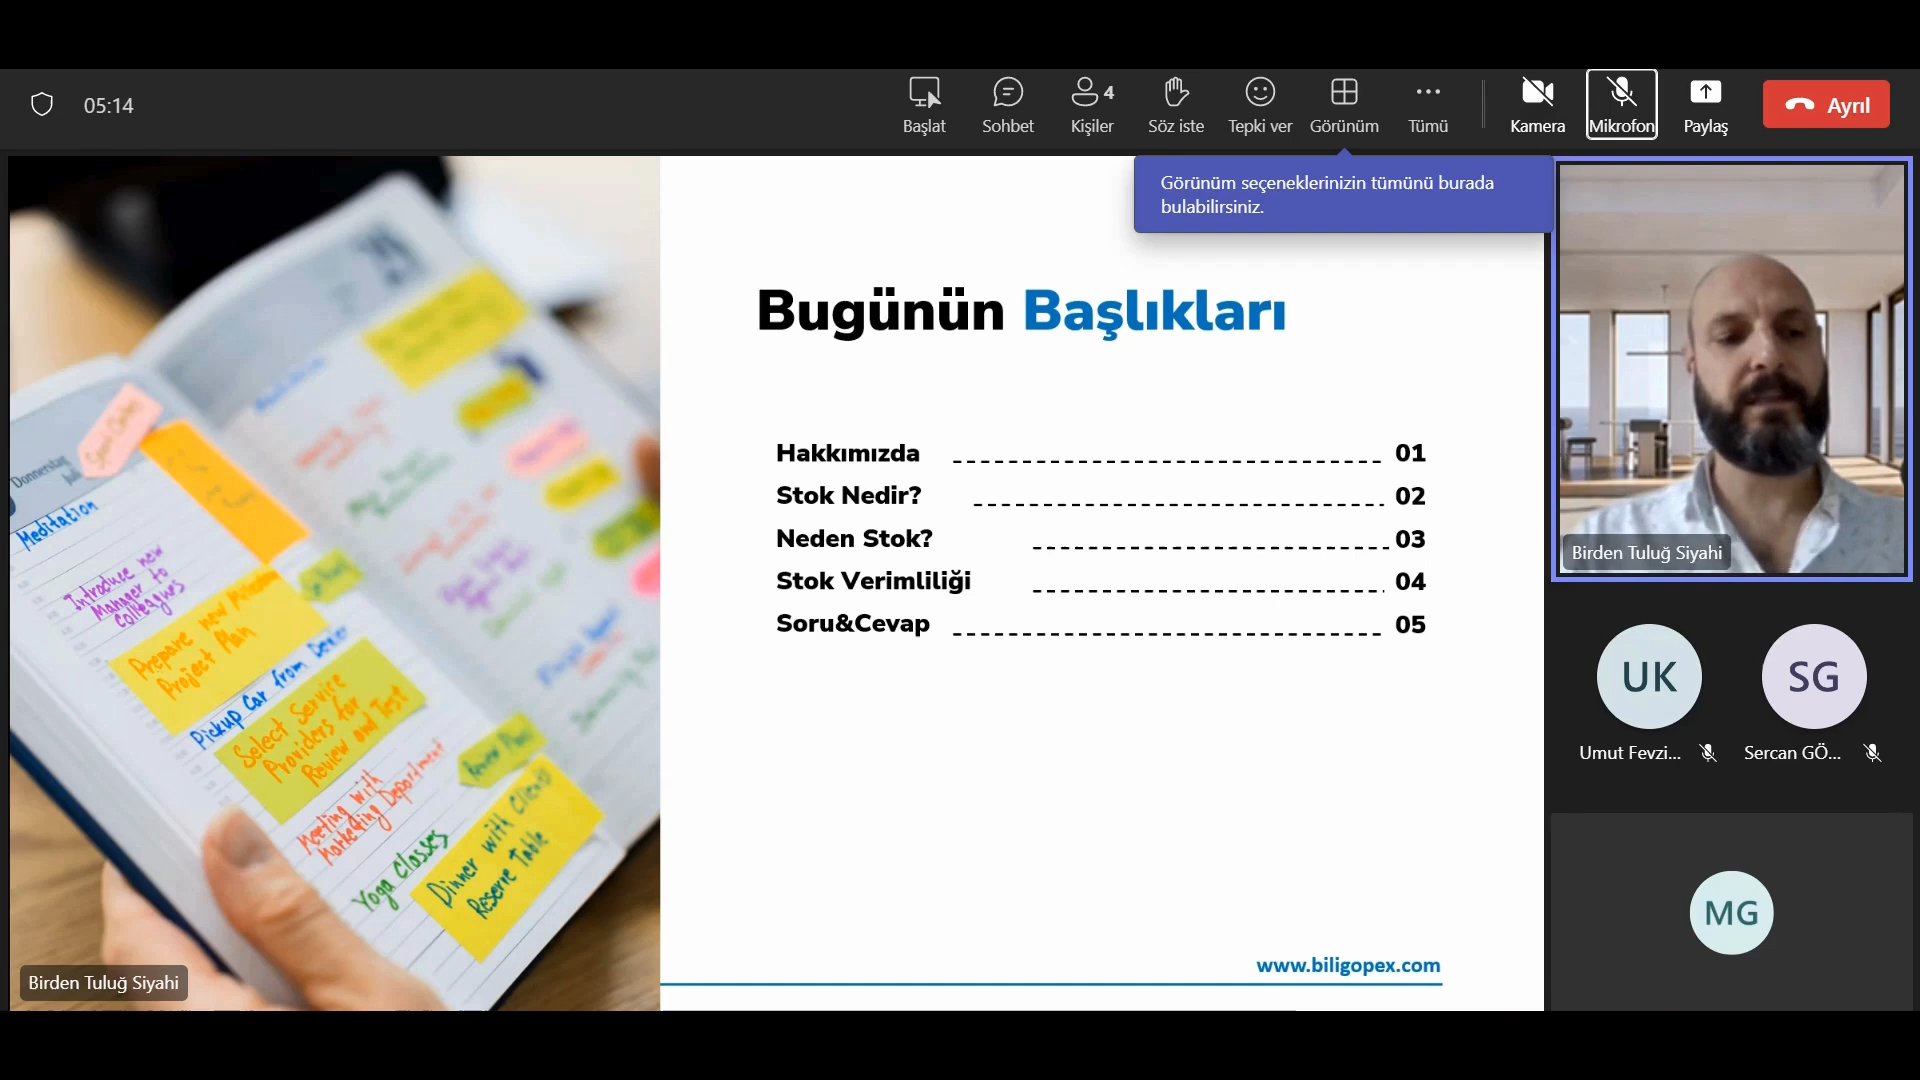 05:14
Başlat
Sohbet
4
Kişiler
Söz iste
Tepki ver
Görünüm
Tümü
Kamera
Mikrofon
Paylaş
Ayrıl
Görünüm seçeneklerinizin tümünü burada
bulabilirsiniz.
Donnerstag
Meditation
Introduce new
Manager to
Colleagues
Prepare new
Project Plan
Pickup Car from Dealer
Select Service
Providers for
Review and Test
Meeting with
Marketing Department
Yoga Classes
Dinner with Clients
Reserve Table
Birden Tuluğ Siyahi
Bugünün Başlıkları
Hakkımızda 01
Stok Nedir? 02
Neden Stok? 03
Stok Verimliliği 04
Soru&Cevap 05
www.biligopex.com
Birden Tuluğ Siyahi
UK
SG
Umut Fevzi...
Sercan GÖ...
MG